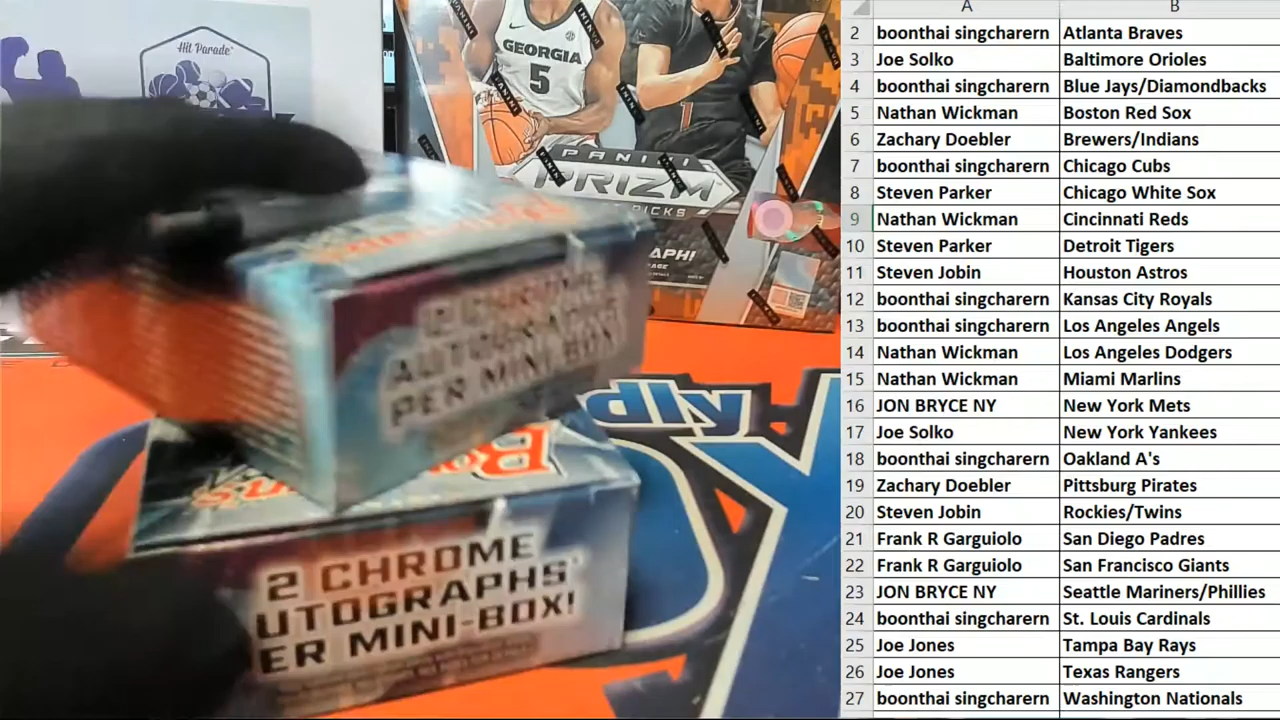 Hit Parade
GEORGIA
5
1
PANINI
PRIZM
PICKS
2 CHROME
AUTOGRAPHS
PER MINI BOX!
dly
2 CHROME
UTOGRAPHS
ER MINI-BOX!
A B
2 boonthai singcharern Atlanta Braves
3 Joe Solko Baltimore Orioles
4 boonthai singcharern Blue Jays/Diamondbacks
5 Nathan Wickman Boston Red Sox
6 Zachary Doebler Brewers/Indians
7 boonthai singcharern Chicago Cubs
8 Steven Parker Chicago White Sox
9 Nathan Wickman Cincinnati Reds
10 Steven Parker Detroit Tigers
11 Steven Jobin Houston Astros
12 boonthai singcharern Kansas City Royals
13 boonthai singcharern Los Angeles Angels
14 Nathan Wickman Los Angeles Dodgers
15 Nathan Wickman Miami Marlins
16 JON BRYCE NY New York Mets
17 Joe Solko New York Yankees
18 boonthai singcharern Oakland A's
19 Zachary Doebler Pittsburg Pirates
20 Steven Jobin Rockies/Twins
21 Frank R Garguiolo San Diego Padres
22 Frank R Garguiolo San Francisco Giants
23 JON BRYCE NY Seattle Mariners/Phillies
24 boonthai singcharern St. Louis Cardinals
25 Joe Jones Tampa Bay Rays
26 Joe Jones Texas Rangers
27 boonthai singcharern Washington Nationals